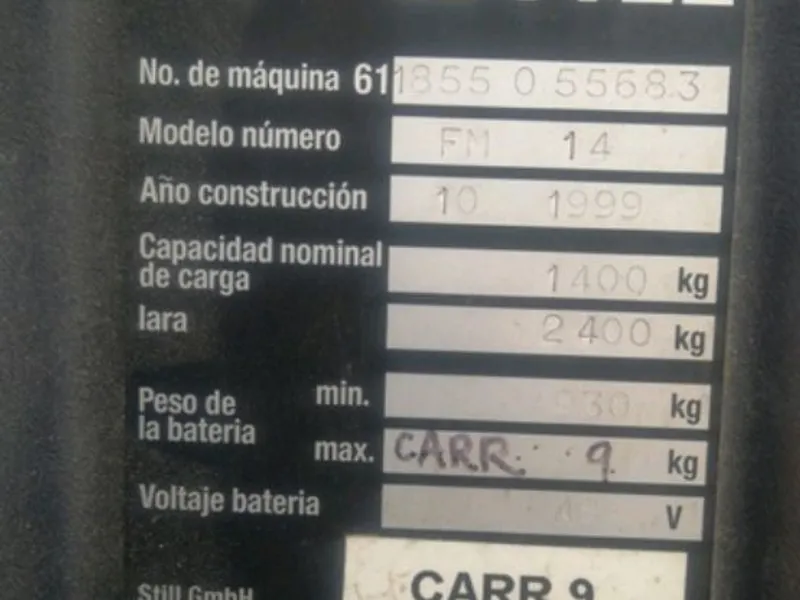 No. de máquina 611855 0 55683
Modelo número FM 14
Año construcción 10 1999
Capacidad nominal
de carga 1400 kg
Iara 2400 kg
Peso de
la bateria
min. kg
max. CARR. 9 kg
Voltaje bateria V
CARR 9
Still GmbH